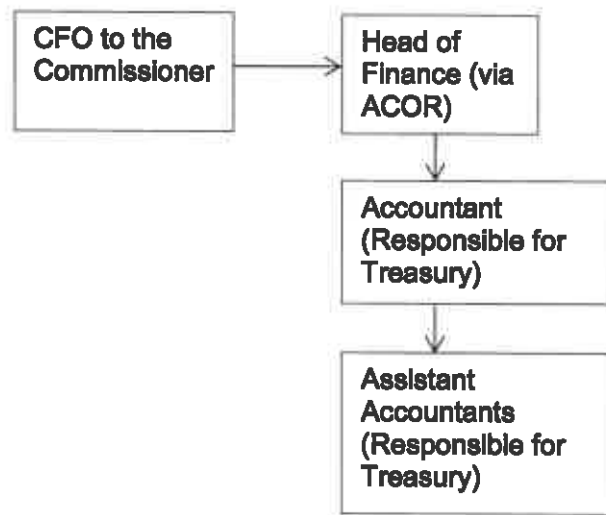 CFO to the
Commissioner
Head of
Finance (via
ACOR)
Accountant
(Responsible for
Treasury)
Assistant
Accountants
(Responsible for
Treasury)